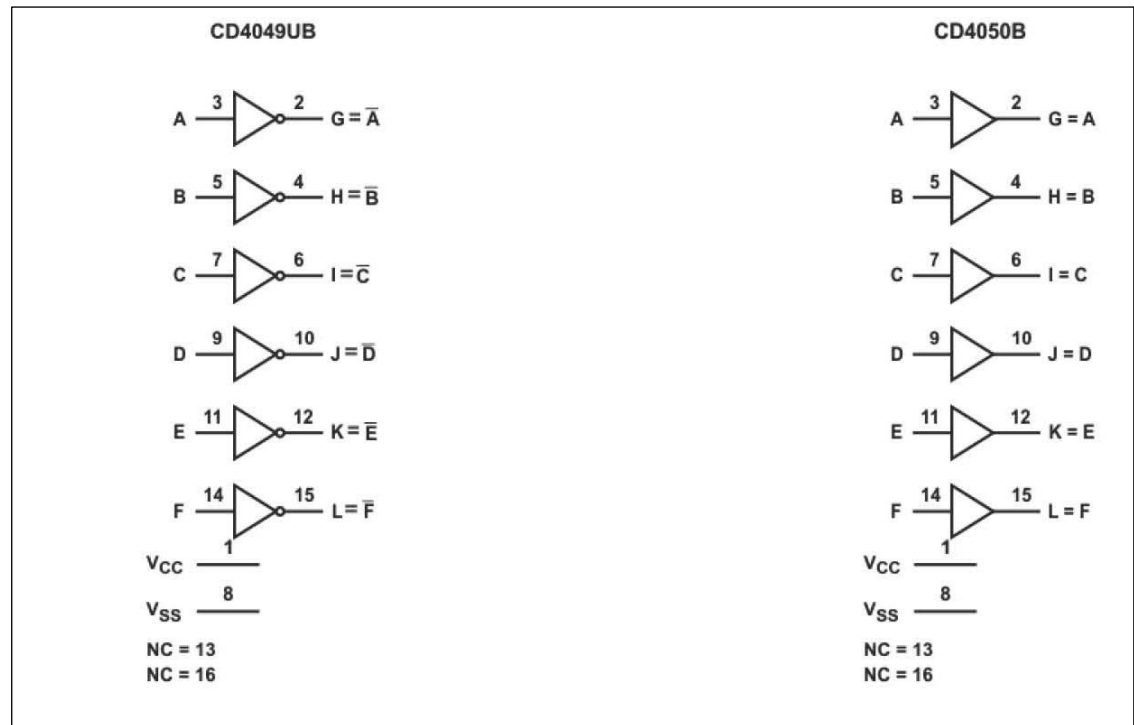 CD4049UB
A 3 2 G = A̅
B 5 4 H = B̅
C 7 6 I = C̅
D 9 10 J = D̅
E 11 12 K = E̅
F 14 15 L = F̅
VCC 1
VSS 8
NC = 13
NC = 16
CD4050B
A 3 2 G = A
B 5 4 H = B
C 7 6 I = C
D 9 10 J = D
E 11 12 K = E
F 14 15 L = F
VCC 1
VSS 8
NC = 13
NC = 16